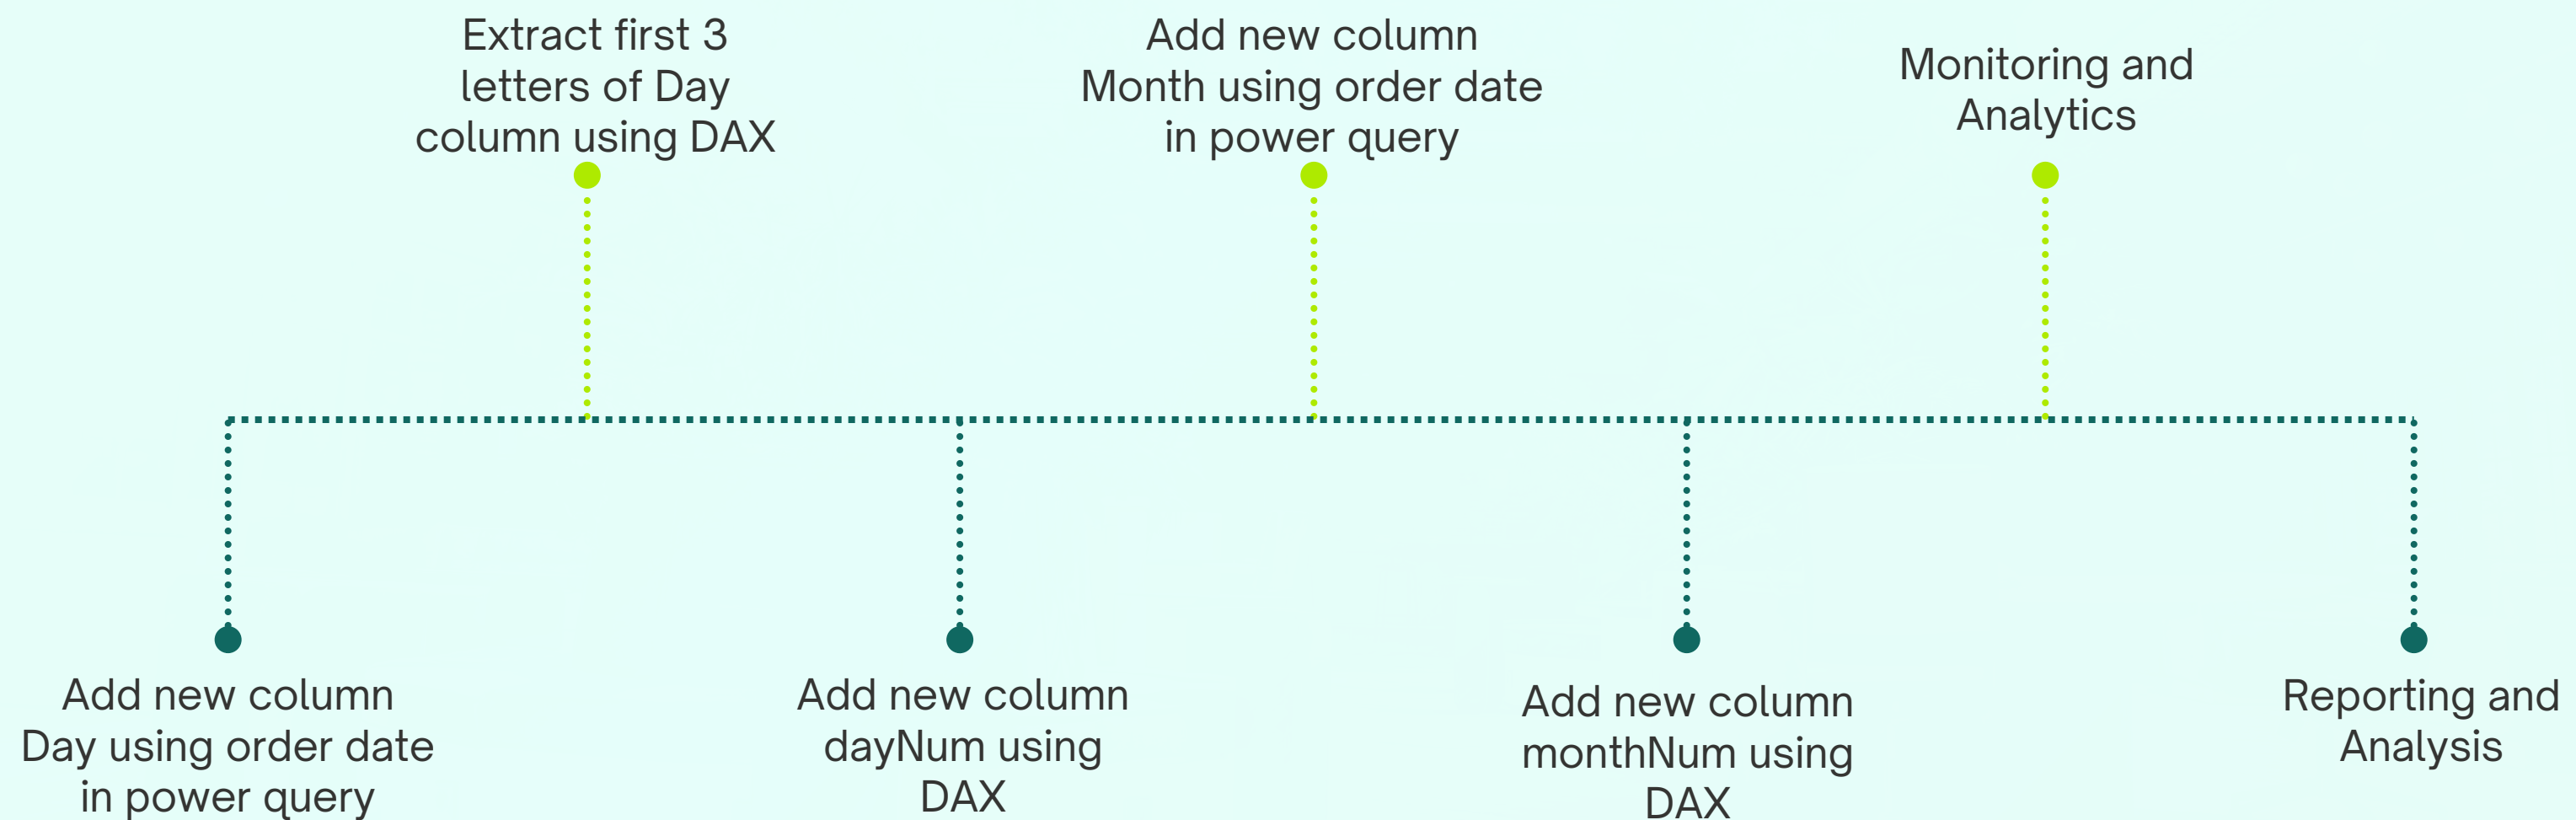 Extract first 3
letters of Day
column using DAX
Add new column
Month using order date
in power query
Monitoring and
Analytics
Add new column
Day using order date
in power query
Add new column
dayNum using
DAX
Add new column
monthNum using
DAX
Reporting and
Analysis